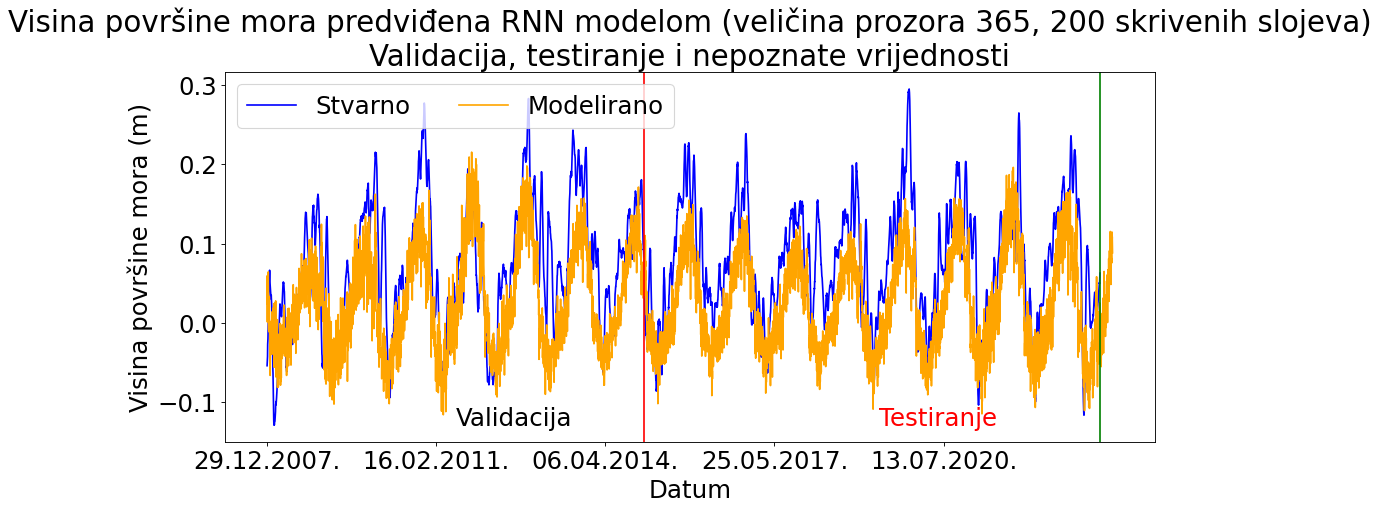 Visina površine mora predviđena RNN modelom (veličina prozora 365, 200 skrivenih slojeva)
Validacija, testiranje i nepoznate vrijednosti
Stvarno
Modelirano
Visina površine mora (m)
0.3
0.2
0.1
0.0
−0.1
Validacija
Testiranje
29.12.2007.
16.02.2011.
06.04.2014.
25.05.2017.
13.07.2020.
Datum